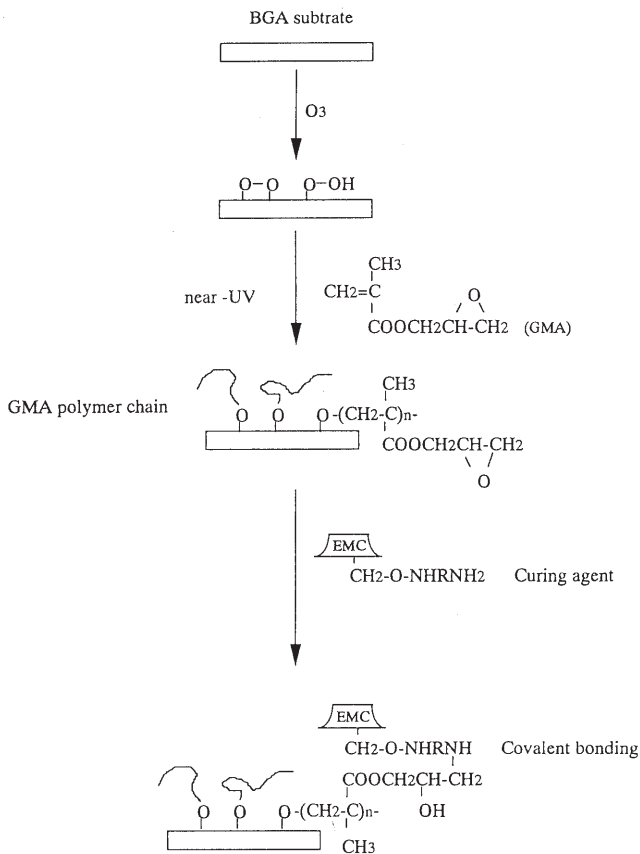 BGA subtrate
O3
O-O O-OH
near -UV
CH3
CH2=C
O
COOCH2CH-CH2 (GMA)
GMA polymer chain
CH3
O O O-(CH2-C)n-
COOCH2CH-CH2
O
EMC
CH2-O-NHRNH2 Curing agent
EMC
CH2-O-NHRNH Covalent bonding
COOCH2CH-CH2
O O O-(CH2-C)n- OH
CH3